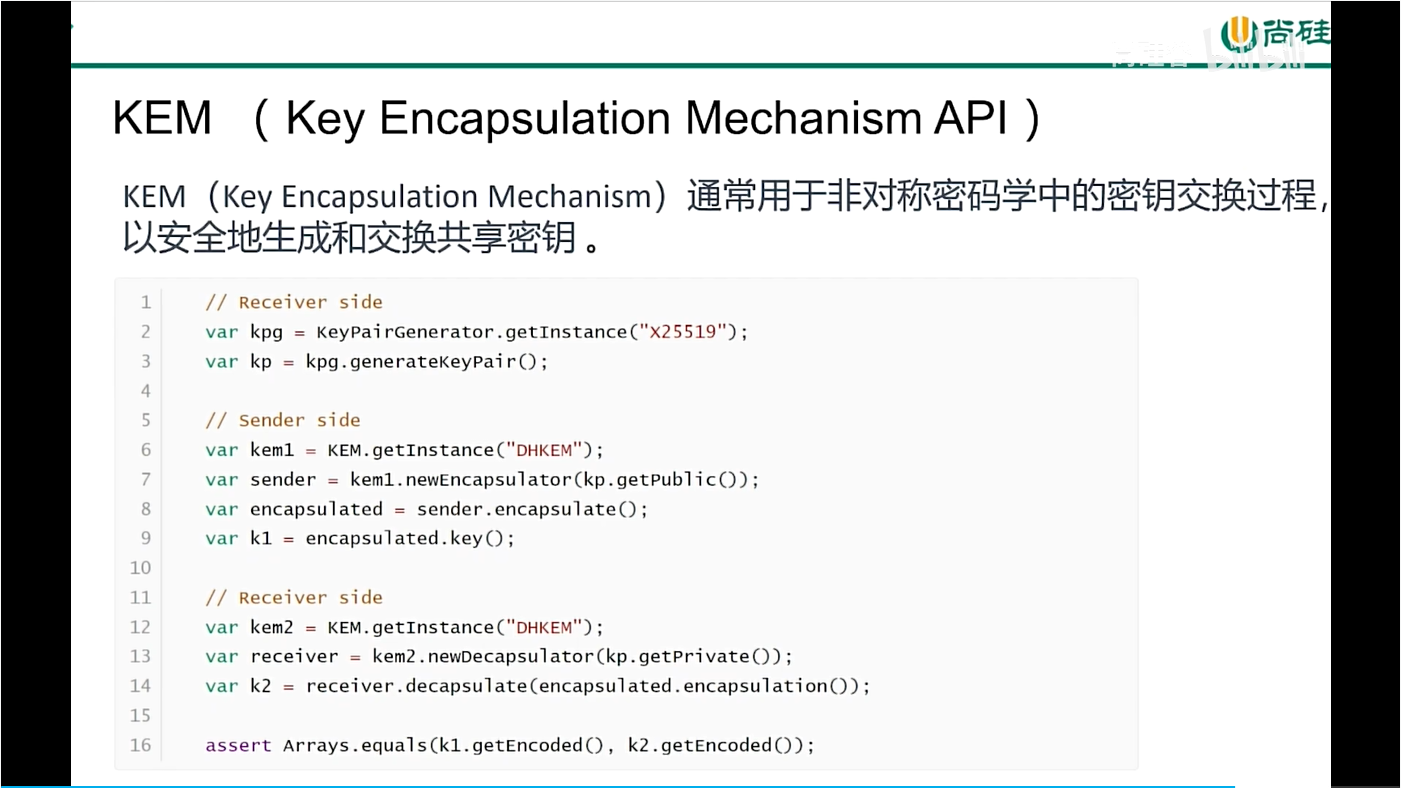 尚硅
bilibili
KEM （ Key Encapsulation Mechanism API ）
KEM（Key Encapsulation Mechanism）通常用于非对称密码学中的密钥交换过程，
以安全地生成和交换共享密钥 。
1 // Receiver side
2 var kpg = KeyPairGenerator.getInstance("X25519");
3 var kp = kpg.generateKeyPair();
4
5 // Sender side
6 var kem1 = KEM.getInstance("DHKEM");
7 var sender = kem1.newEncapsulator(kp.getPublic());
8 var encapsulated = sender.encapsulate();
9 var k1 = encapsulated.key();
10
11 // Receiver side
12 var kem2 = KEM.getInstance("DHKEM");
13 var receiver = kem2.newDecapsulator(kp.getPrivate());
14 var k2 = receiver.decapsulate(encapsulated.encapsulation());
15
16 assert Arrays.equals(k1.getEncoded(), k2.getEncoded());